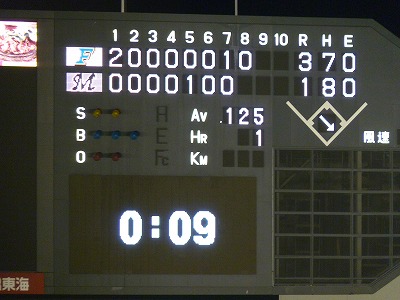 1 2 3 4 5 6 7 8 9 10 R H E
F 2 0 0 0 0 0 1 0 3 7 0
M 0 0 0 0 1 0 0 1 8 0
S H AV .125
B E HR 1
O Fc KM
風速
0:09
東海